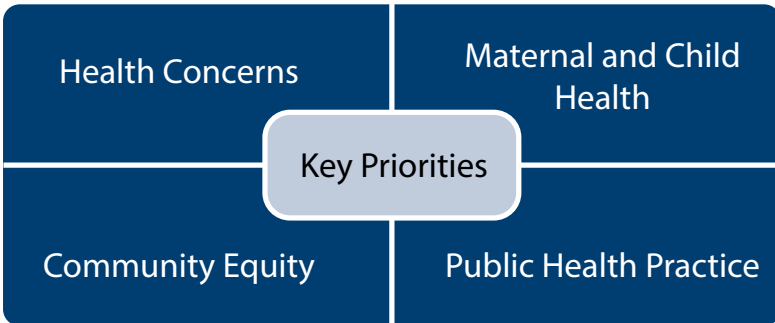 Health Concerns
Maternal and Child
Health
Key Priorities
Community Equity
Public Health Practice